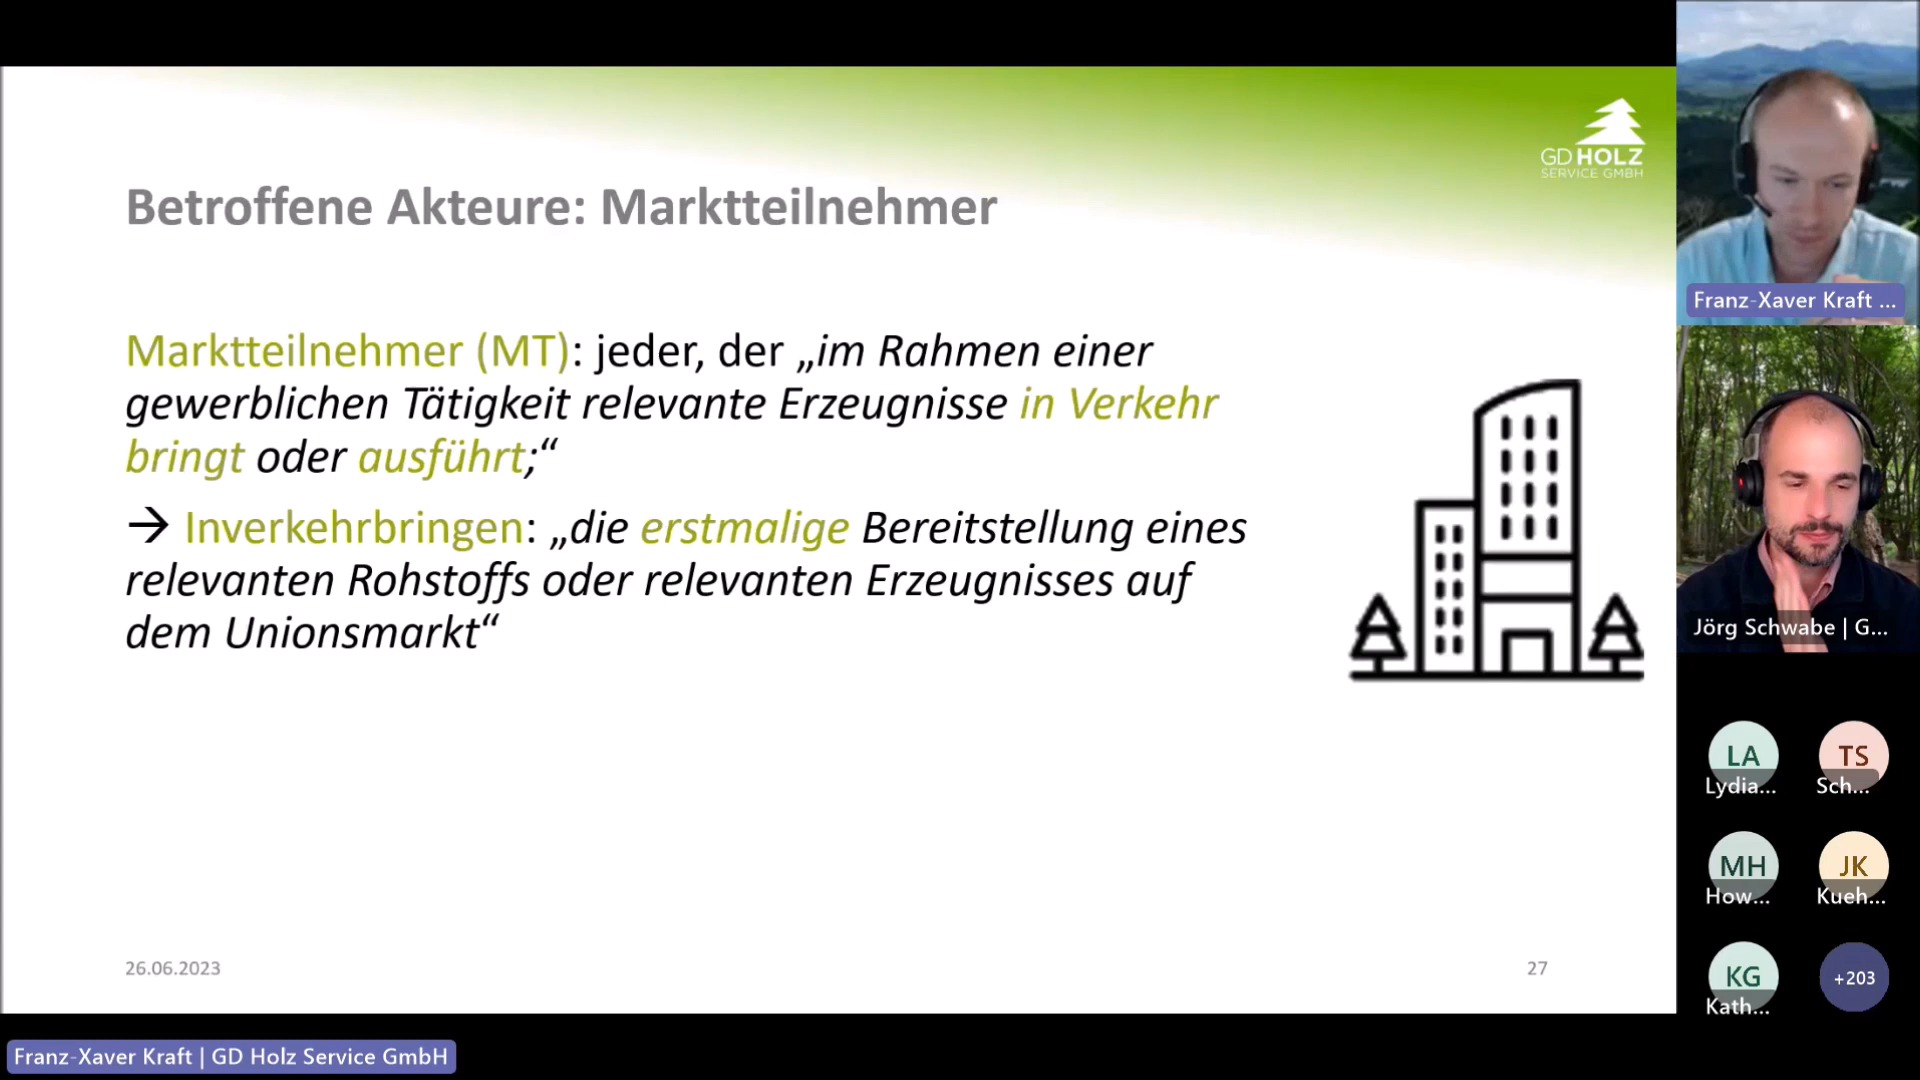 GD HOLZ
SERVICE GMBH
Betroffene Akteure: Marktteilnehmer
Marktteilnehmer (MT): jeder, der „im Rahmen einer
gewerblichen Tätigkeit relevante Erzeugnisse in Verkehr
bringt oder ausführt;“
→ Inverkehrbringen: „die erstmalige Bereitstellung eines
relevanten Rohstoffs oder relevanten Erzeugnisses auf
dem Unionsmarkt“
26.06.2023
27
Franz-Xaver Kraft | GD Holz Service GmbH
Franz-Xaver Kraft ...
Jörg Schwabe | G...
LA
TS
Lydia...
Sch...
MH
JK
How...
Kueh...
KG
+203
Kath...